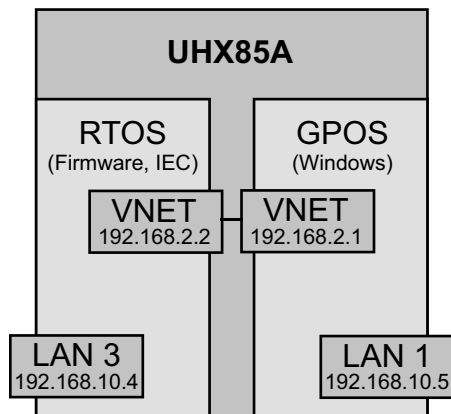 UHX85A
RTOS
(Firmware, IEC)
GPOS
(Windows)
VNET
192.168.2.2
VNET
192.168.2.1
LAN 3
192.168.10.4
LAN 1
192.168.10.5